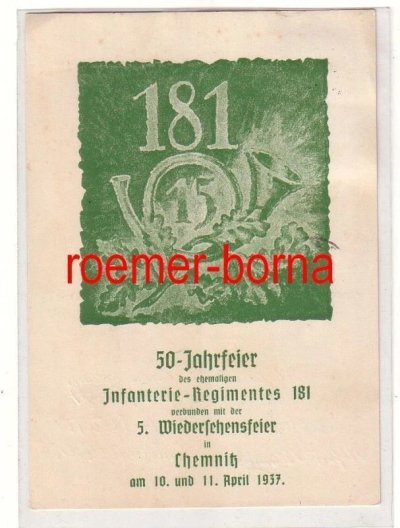 181
15
roemer-borna
50-Jahrfeier
des ehemaligen
Infanterie-Regimentes 181
verbunden mit der
5. Wiedersehensfeier
in
Chemnitz
am 10. und 11. April 1937.